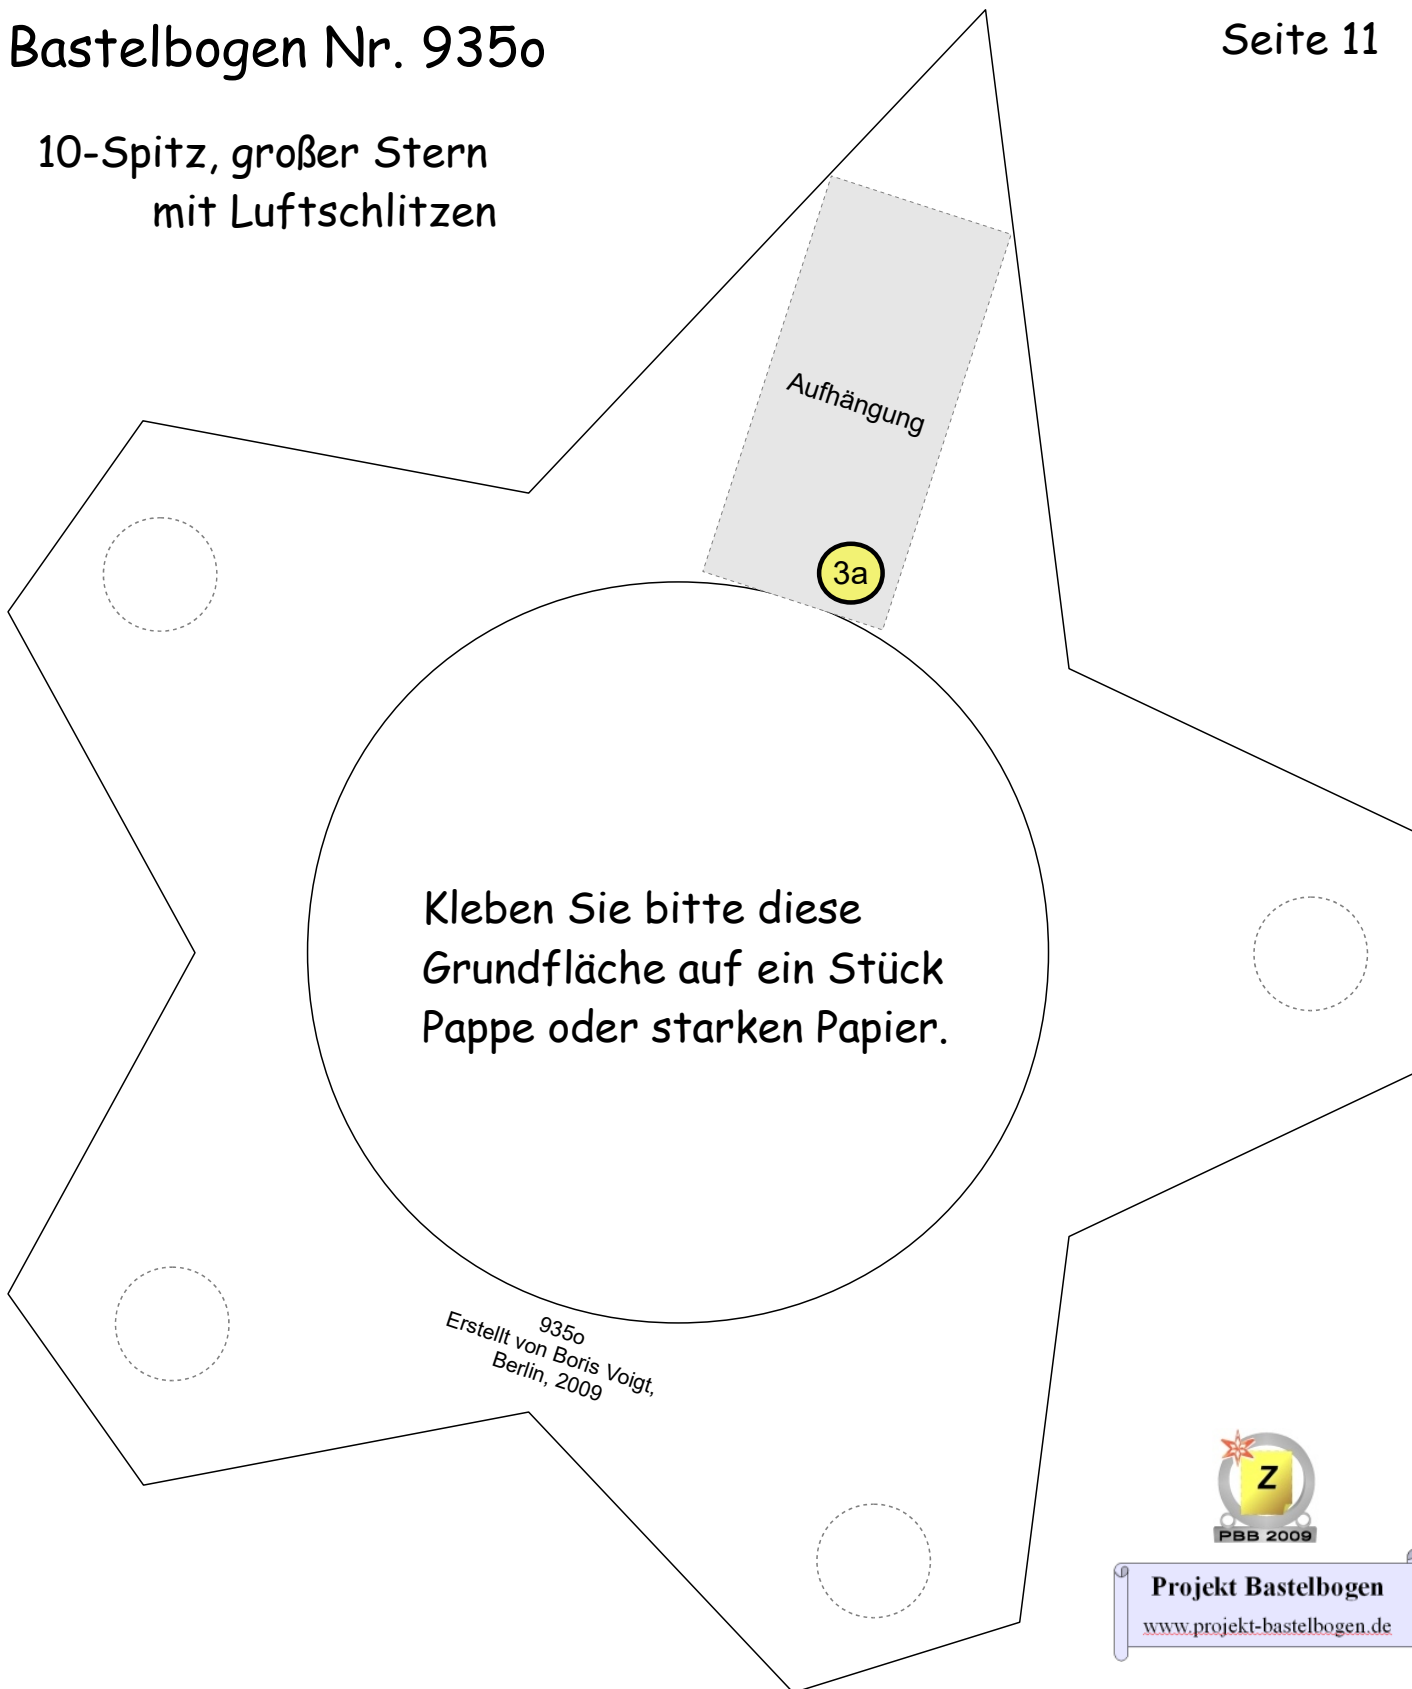 Bastelbogen Nr. 935o
Seite 11
10-Spitz, großer Stern
mit Luftschlitzen
Aufhängung
3a
Kleben Sie bitte diese
Grundfläche auf ein Stück
Pappe oder starken Papier.
935o
Erstellt von Boris Voigt,
Berlin, 2009
Z
PBB 2009
Projekt Bastelbogen
www.projekt-bastelbogen.de